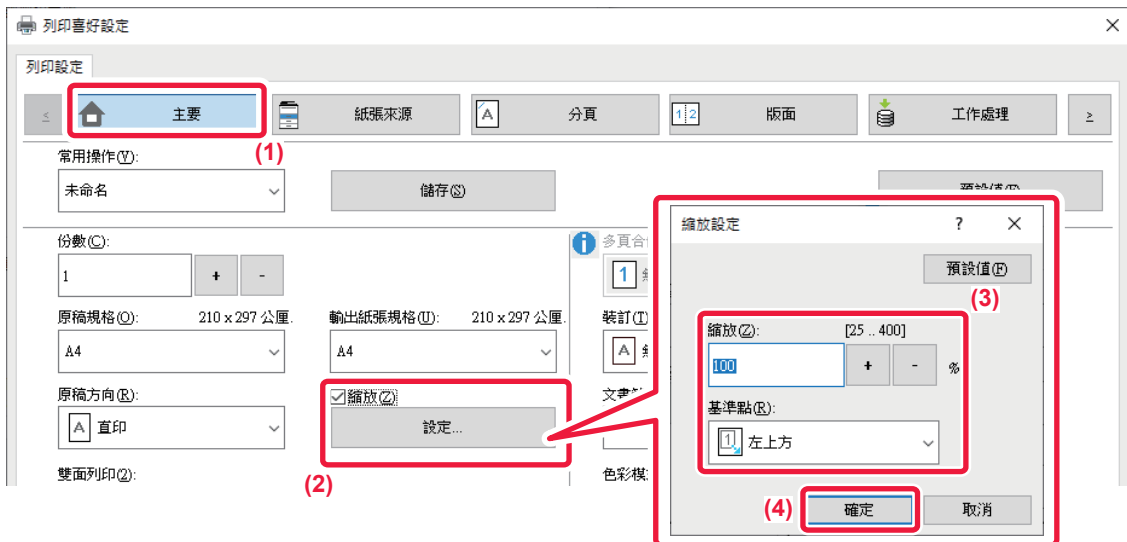 列印喜好設定
列印設定
≤ 主要 紙張來源 分頁 版面 工作處理 ≥
(1)
常用操作(V):
未命名 儲存(S)
份數(C):
1 + -
原稿規格(O): 210 x 297 公厘.
A4
輸出紙張規格(U): 210 x 297 公厘.
A4
原稿方向(R):
直印
縮放(Z)
設定...
(2)
雙面列印(2):
多頁合
裝訂(I)
色彩模
縮放設定 ? ×
預設值(F)
(3)
縮放(Z): [25 .. 400]
100 + - %
基準點(R):
左上方
(4) 確定 取消